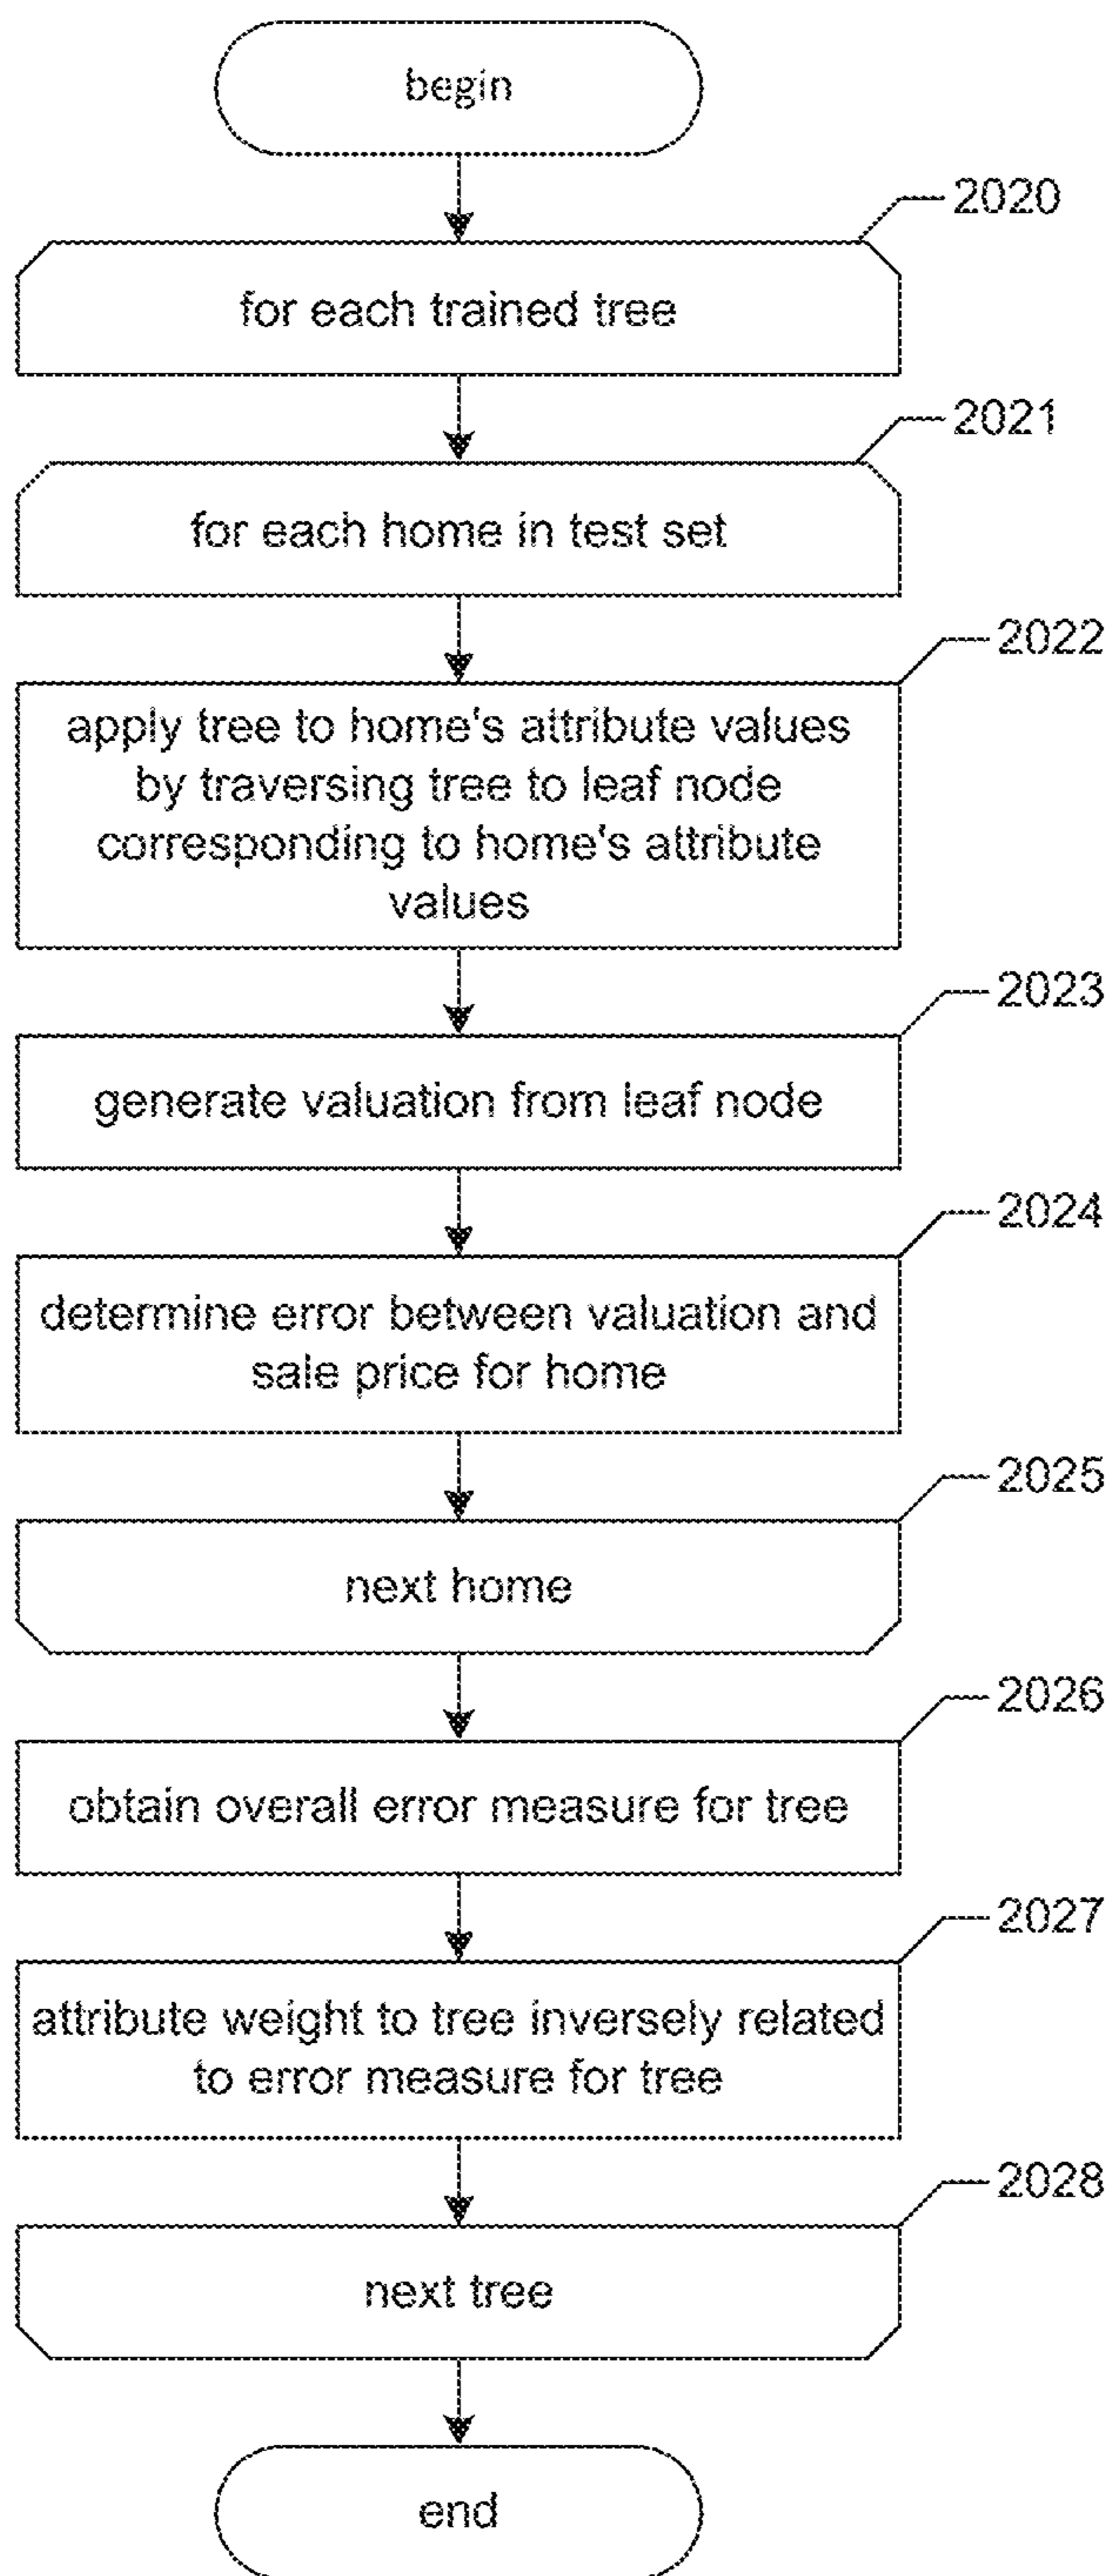 begin
2020
for each trained tree
2021
for each home in test set
2022
apply tree to home's attribute values
by traversing tree to leaf node
corresponding to home's attribute
values
2023
generate valuation from leaf node
2024
determine error between valuation and
sale price for home
2025
next home
2026
obtain overall error measure for tree
2027
attribute weight to tree inversely related
to error measure for tree
2028
next tree
end